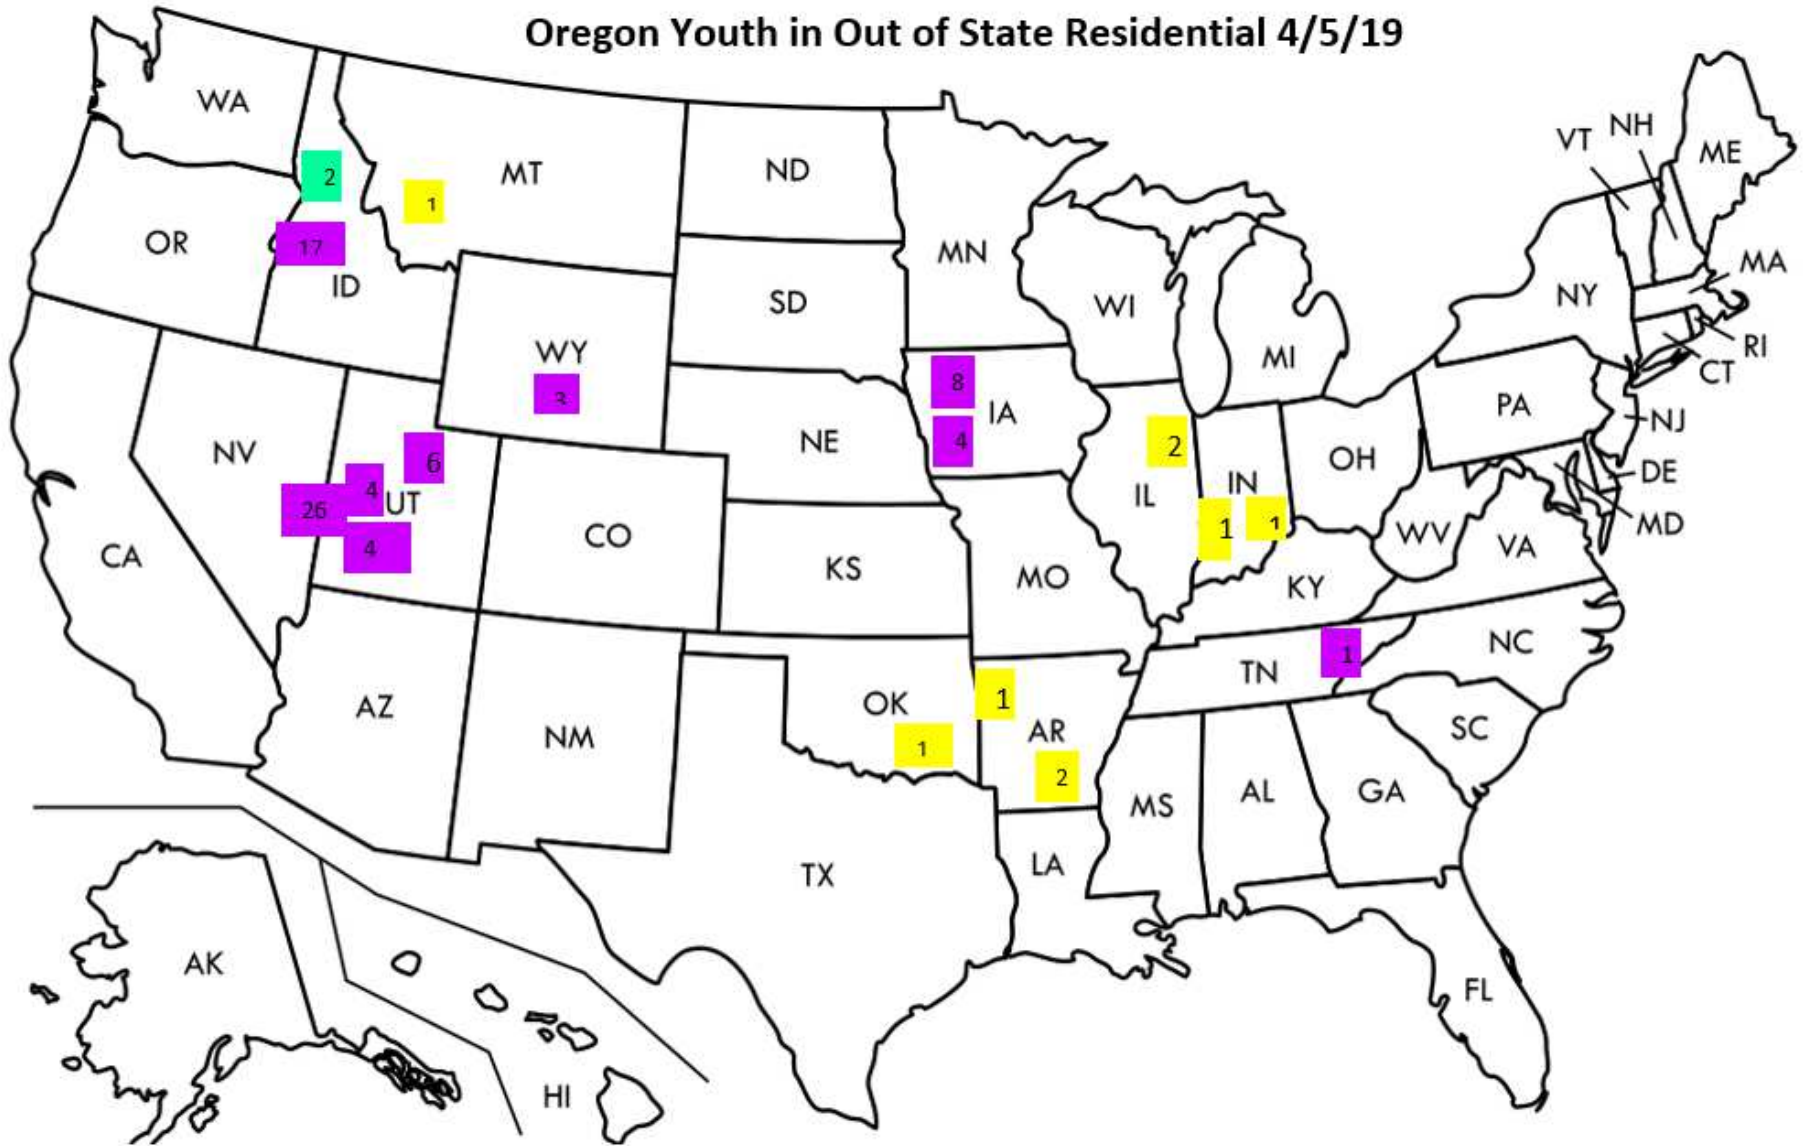 Oregon Youth in Out of State Residential 4/5/19
WA
MT
ND
VT
NH
ME
2
1
OR
17
ID
MN
SD
WI
MI
NY
MA
RI
CT
WY
3
8
IA
4
NE
PA
NJ
NV
6
4
UT
26
4
2
IL
IN
1
1
OH
DE
MD
WV
VA
CA
CO
KS
MO
KY
1
TN
NC
AZ
NM
OK
1
1
AR
2
SC
MS
AL
GA
TX
LA
AK
FL
HI